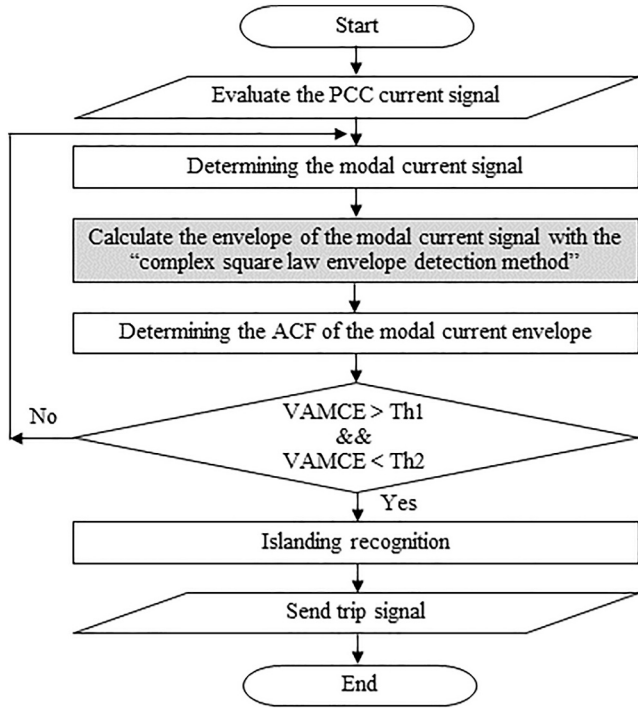 Start
Evaluate the PCC current signal
Determining the modal current signal
Calculate the envelope of the modal current signal with the
“complex square law envelope detection method”
Determining the ACF of the modal current envelope
No
VAMCE > Th1
&&
VAMCE < Th2
Yes
Islanding recognition
Send trip signal
End